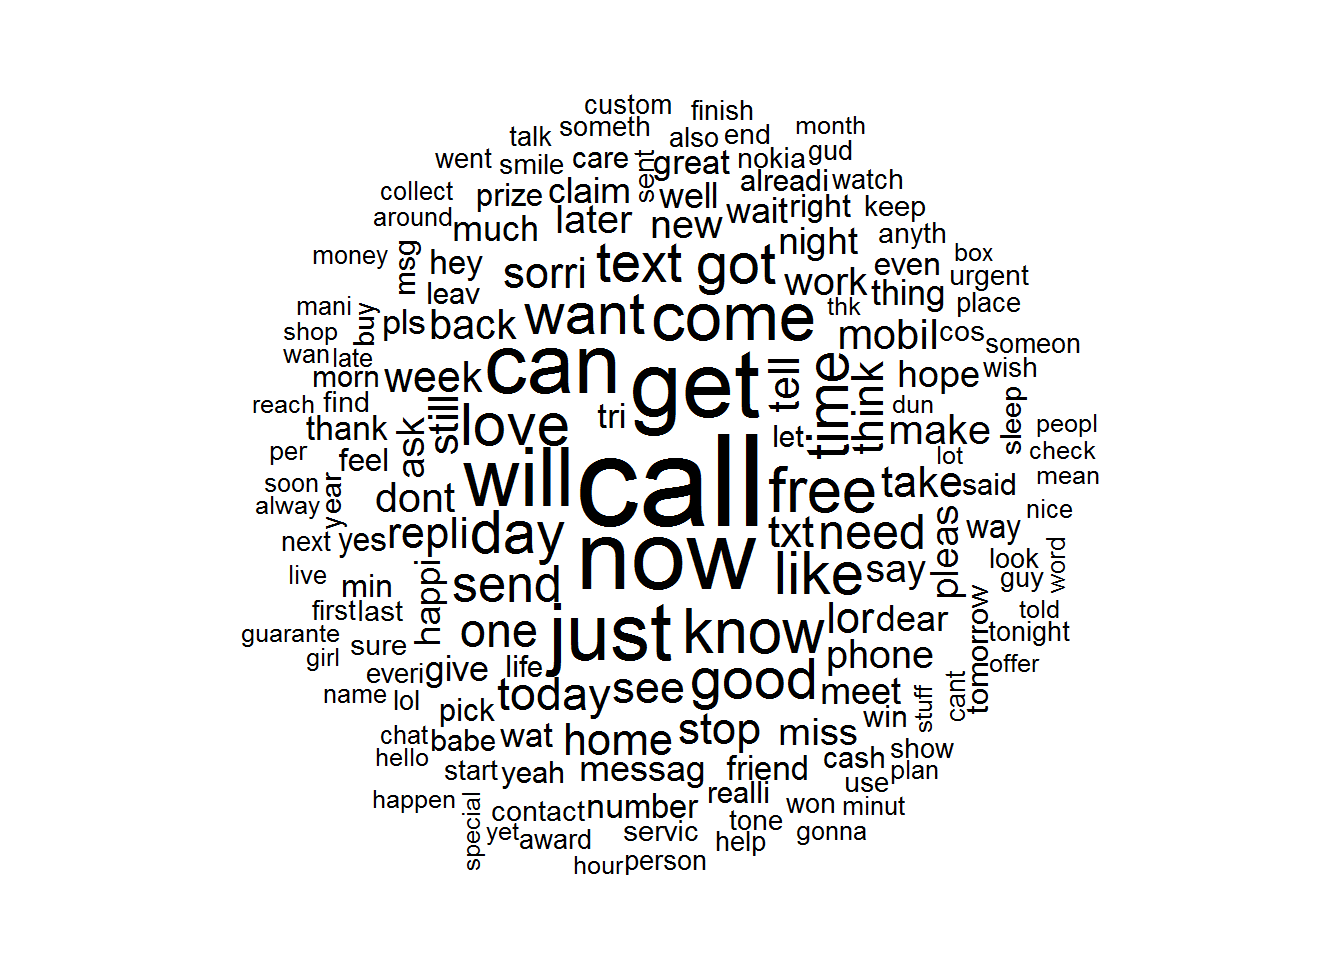 custom
finish
talk
someth
also
end
month
went
smile
care
sent
great
nokia
gud
collect
prize
claim
well
alreadi
watch
around
much
later
new
wait
right
keep
money
msg
hey
sorri
text
got
night
anyth
work
even
box
urgent
mani
leav
thk
thing
place
shop
buy
pls
back
want
come
mobil
cos
someon
wan
late
morn
week
can
get
tell
time
think
hope
wish
reach
find
still
love
tri
dun
sleep
thank
ask
let
make
peopl
per
feel
call
lot
check
soon
year
dont
will
free
take
said
mean
alway
nice
next
yes
repli
day
now
txt
need
pleas
way
live
min
happi
send
like
say
look
guy
word
first
last
one
just
know
lor
dear
tomorrow
told
guarante
sure
tonight
girl
everi
give
life
phone
offer
name
lol
today
see
good
meet
stuff
cant
pick
win
chat
babe
wat
home
stop
miss
show
hello
start
yeah
messag
friend
cash
use
plan
happen
special
contact
number
realli
won
minut
yet
award
servic
tone
help
gonna
hour
person